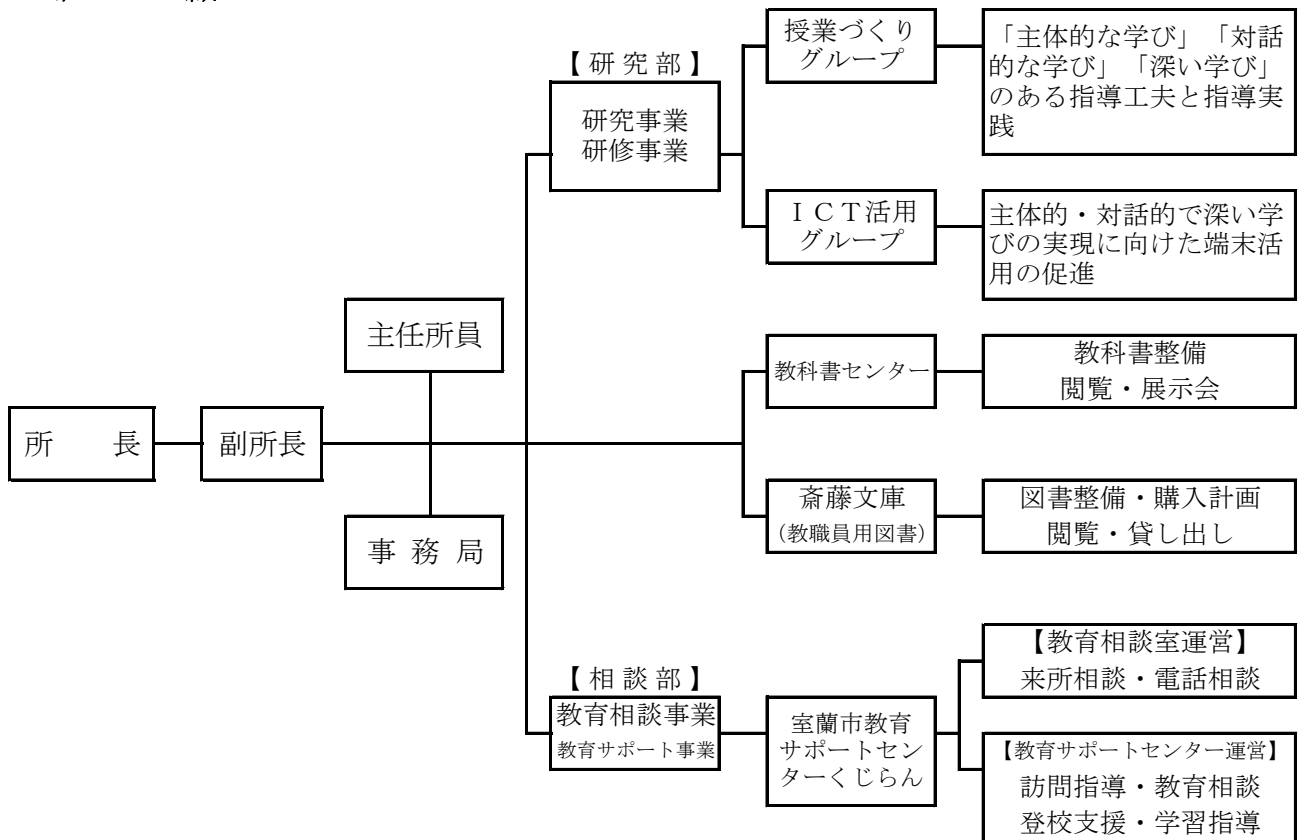 授業づくり
グループ
「主体的な学び」「対話
的な学び」「深い学び」
のある指導工夫と指導実
践
【研究部】
研究事業
研修事業
ＩＣＴ活用
グループ
主体的・対話的で深い学
びの実現に向けた端末活
用の促進
主任所員
教科書センター
教科書整備
閲覧・展示会
所　　長
副所長
事 務 局
斎藤文庫
(教職員用図書)
図書整備・購入計画
閲覧・貸し出し
【相談部】
教育相談事業
教育サポート事業
室蘭市教育
サポートセン
ターくじらん
【教育相談室運営】
来所相談・電話相談
【教育サポートセンター運営】
訪問指導・教育相談
登校支援・学習指導